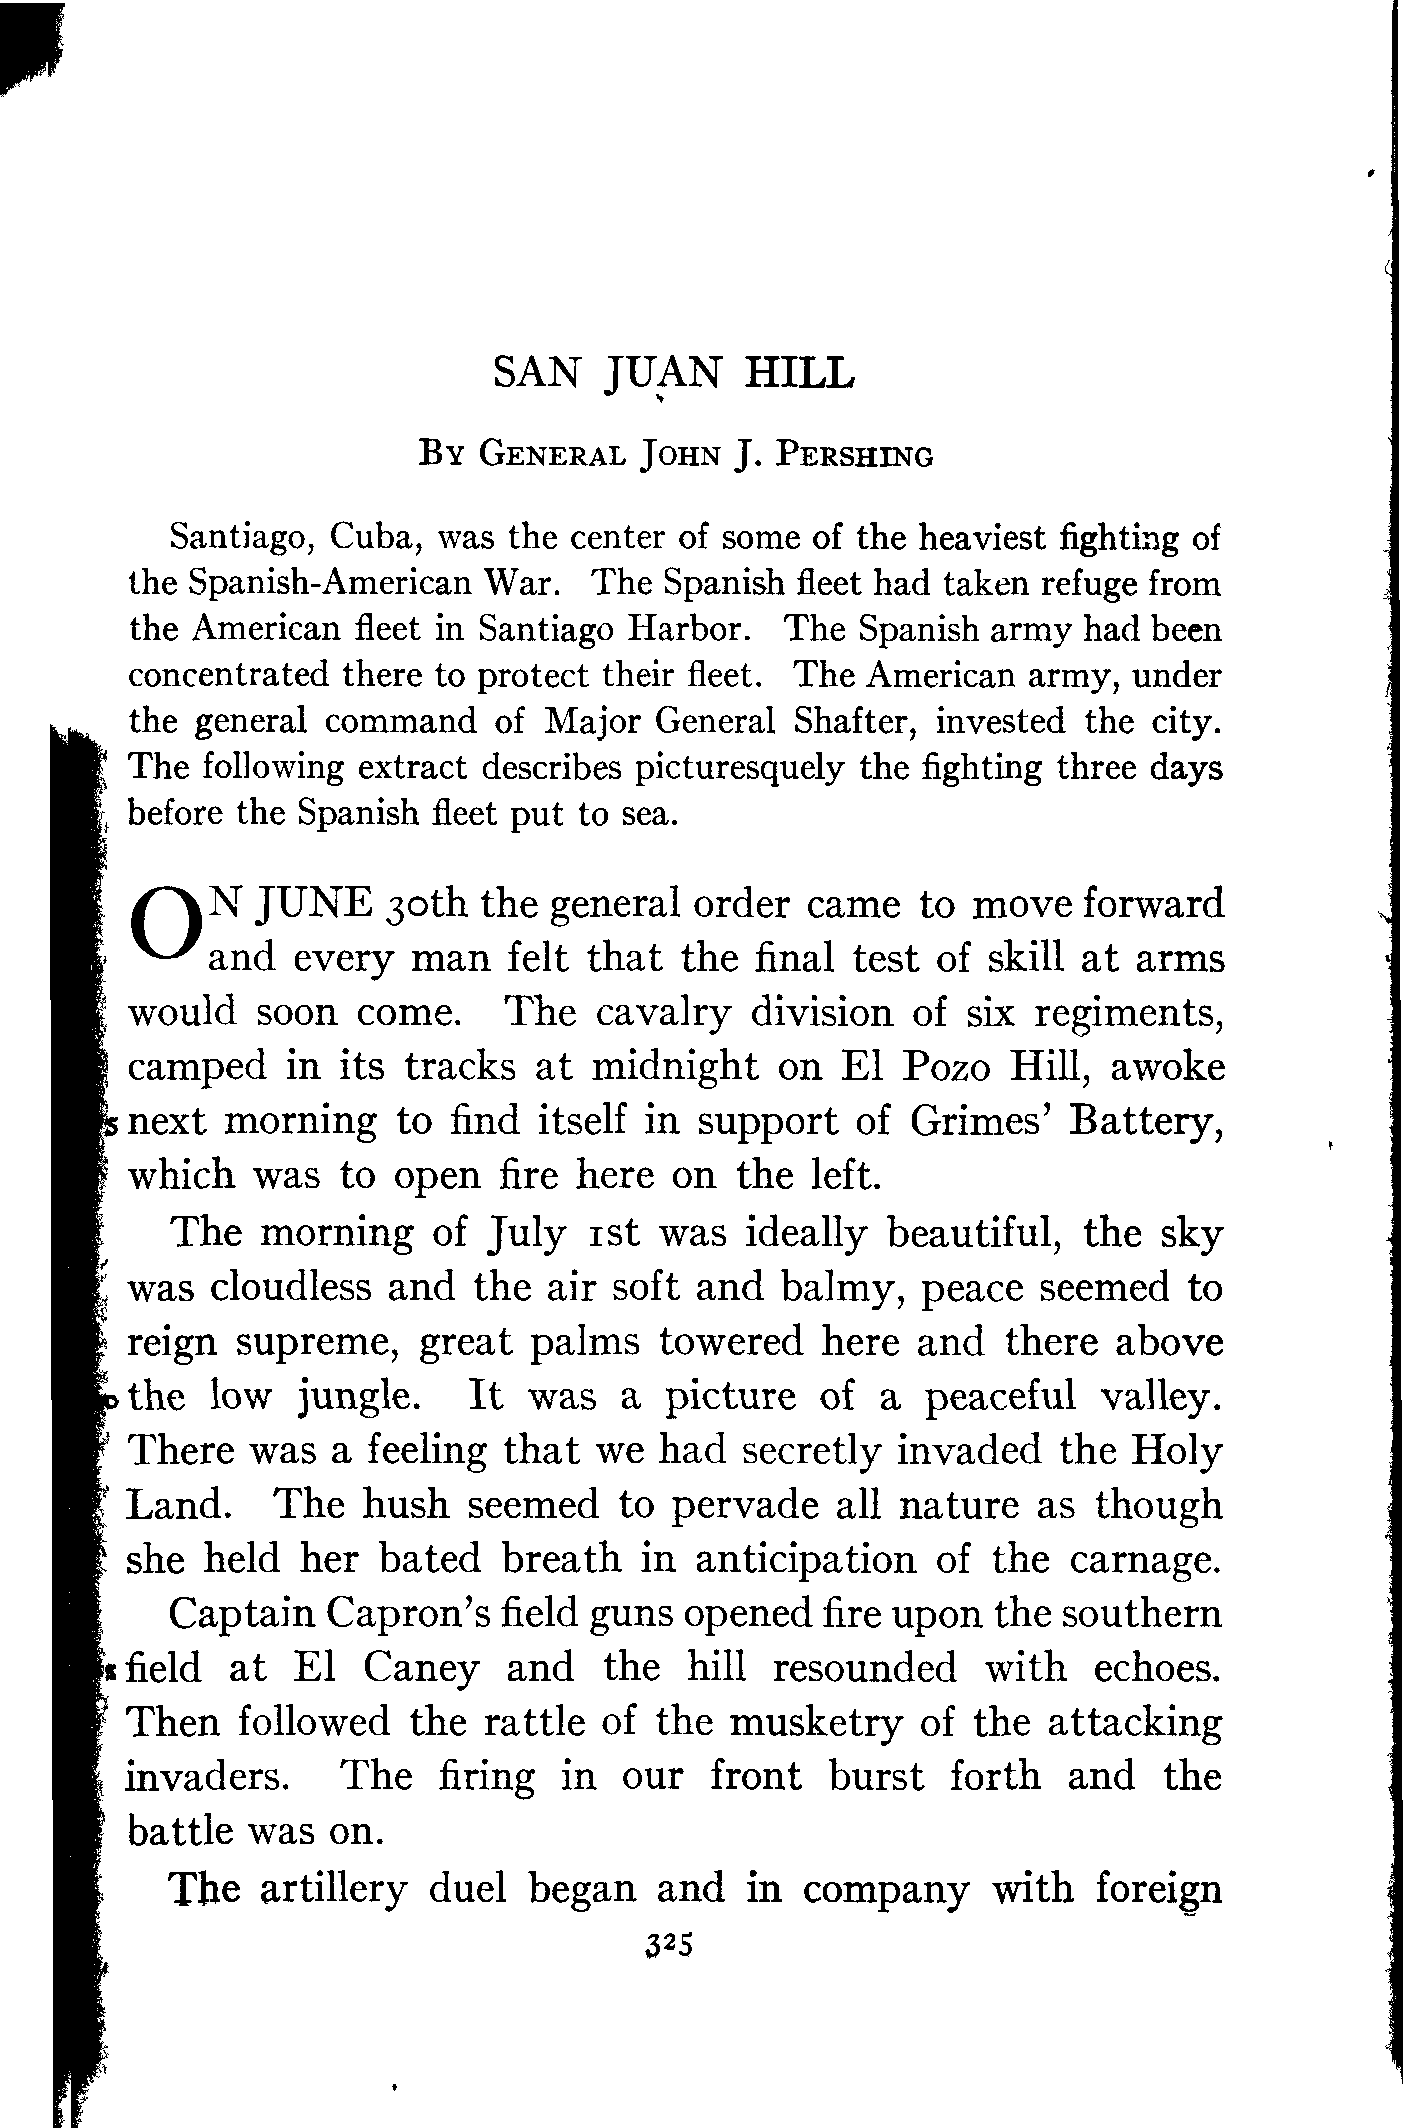 SAN JUAN HILL
By General John J. Pershing
Santiago, Cuba, was the center of some of the heaviest fighting of
the Spanish-American War. The Spanish fleet had taken refuge from
the American fleet in Santiago Harbor. The Spanish army had been
concentrated there to protect their fleet. The American army, under
the general command of Major General Shafter, invested the city.
The following extract describes picturesquely the fighting three days
before the Spanish fleet put to sea.
ON JUNE 30th the general order came to move forward
and every man felt that the final test of skill at arms
would soon come. The cavalry division of six regiments,
camped in its tracks at midnight on El Pozo Hill, awoke
next morning to find itself in support of Grimes' Battery,
which was to open fire here on the left.
The morning of July 1st was ideally beautiful, the sky
was cloudless and the air soft and balmy, peace seemed to
reign supreme, great palms towered here and there above
the low jungle. It was a picture of a peaceful valley.
There was a feeling that we had secretly invaded the Holy
Land. The hush seemed to pervade all nature as though
she held her bated breath in anticipation of the carnage.
Captain Capron's field guns opened fire upon the southern
field at El Caney and the hill resounded with echoes.
Then followed the rattle of the musketry of the attacking
invaders. The firing in our front burst forth and the
battle was on.
The artillery duel began and in company with foreign
325